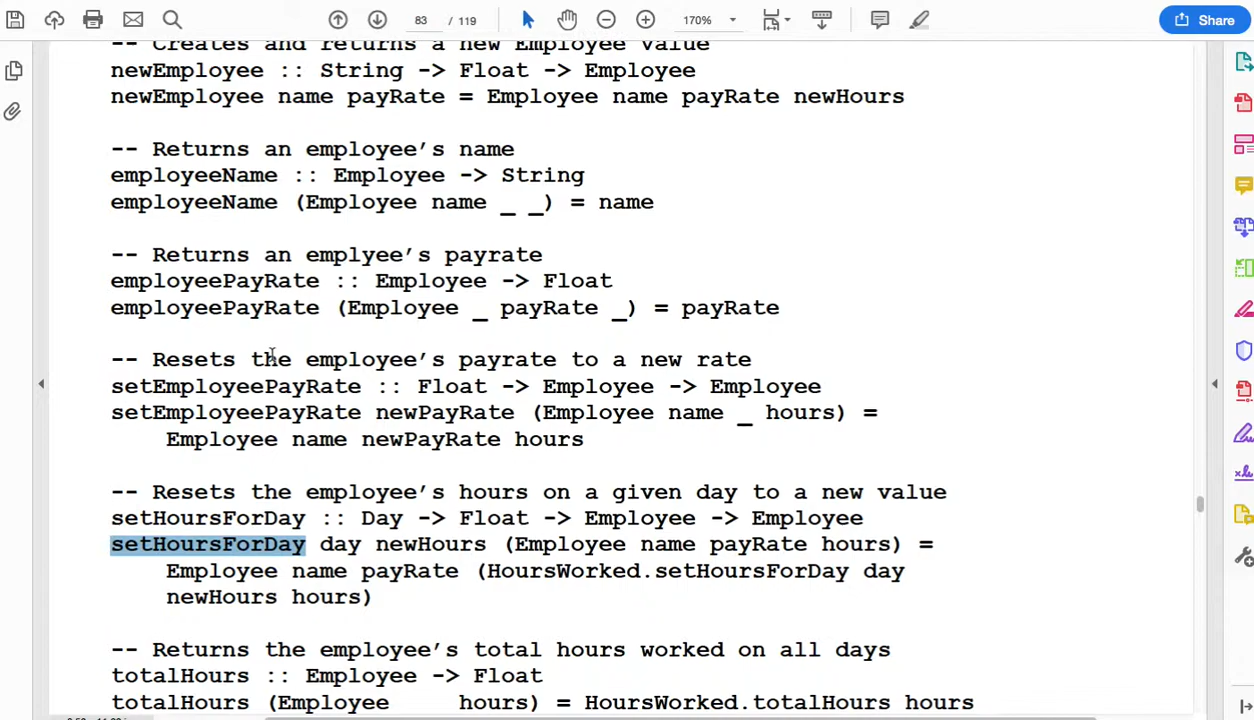 83 / 119
170%
Share
-- Creates and returns a new Employee value
newEmployee :: String -> Float -> Employee
newEmployee name payRate = Employee name payRate newHours
-- Returns an employee’s name
employeeName :: Employee -> String
employeeName (Employee name _ _) = name
-- Returns an emplyee’s payrate
employeePayRate :: Employee -> Float
employeePayRate (Employee _ payRate _) = payRate
-- Resets the employee’s payrate to a new rate
setEmployeePayRate :: Float -> Employee -> Employee
setEmployeePayRate newPayRate (Employee name _ hours) =
Employee name newPayRate hours
-- Resets the employee’s hours on a given day to a new value
setHoursForDay :: Day -> Float -> Employee -> Employee
setHoursForDay day newHours (Employee name payRate hours) =
Employee name payRate (HoursWorked.setHoursForDay day
newHours hours)
-- Returns the employee’s total hours worked on all days
totalHours :: Employee -> Float
totalHours (Employee hours) = HoursWorked.totalHours hours